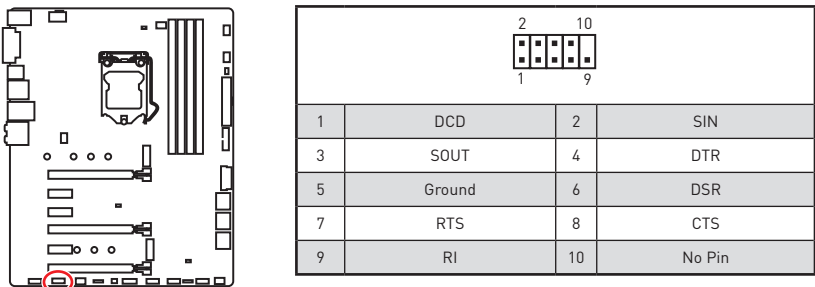 2 10
1 9
1 DCD 2 SIN
3 SOUT 4 DTR
5 Ground 6 DSR
7 RTS 8 CTS
9 RI 10 No Pin